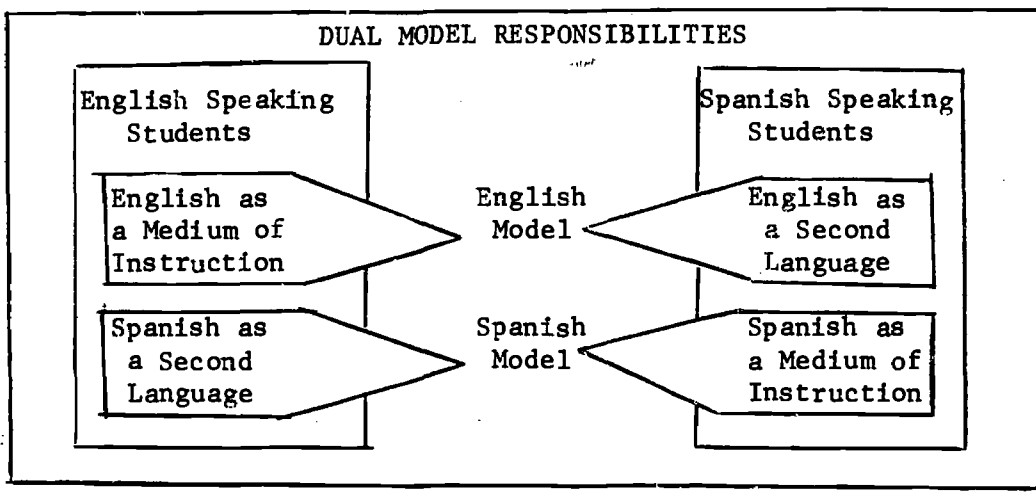 DUAL MODEL RESPONSIBILITIES
English Speaking
Students
English as
a Medium of
Instruction
Spanish as
a Second
Language
English
Model
Spanish
Model
Spanish Speaking
Students
English as
a Second
Language
Spanish as
a Medium of
Instruction